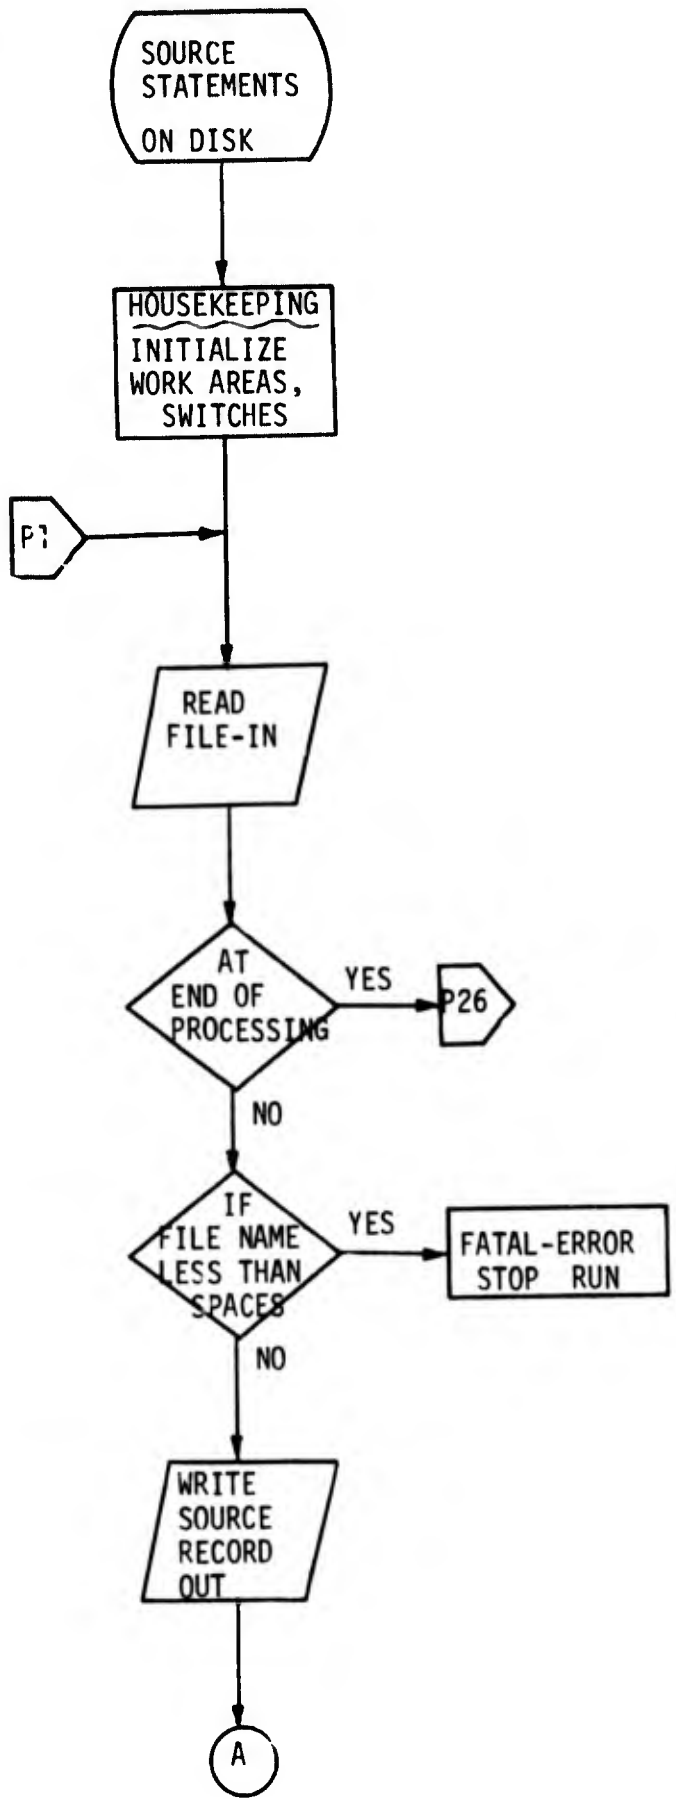 SOURCE
STATEMENTS
ON DISK
HOUSEKEEPING
INITIALIZE
WORK AREAS,
SWITCHES
P1
READ
FILE-IN
AT
END OF
PROCESSING
YES
P26
NO
IF
FILE NAME
LESS THAN
SPACES
YES
FATAL-ERROR
STOP RUN
NO
WRITE
SOURCE
RECORD
OUT
A